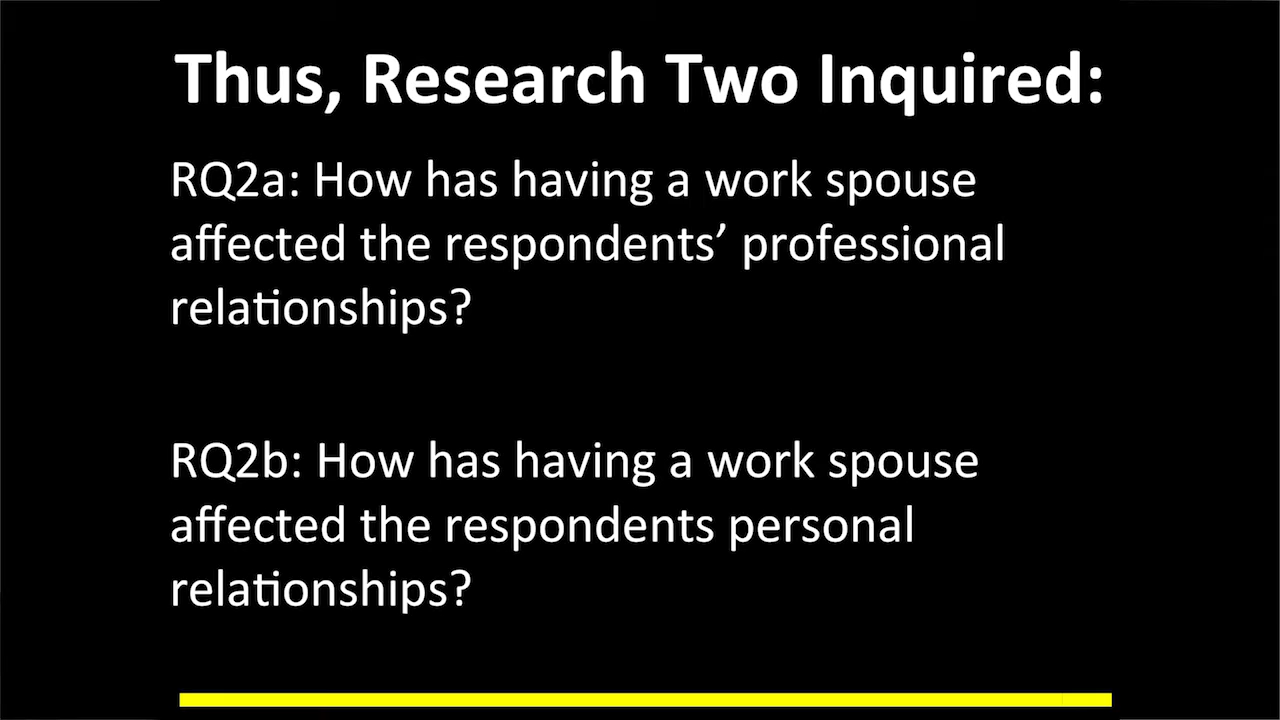 Thus, Research Two Inquired:
RQ2a: How has having a work spouse
affected the respondents’ professional
relationships?
RQ2b: How has having a work spouse
affected the respondents personal
relationships?